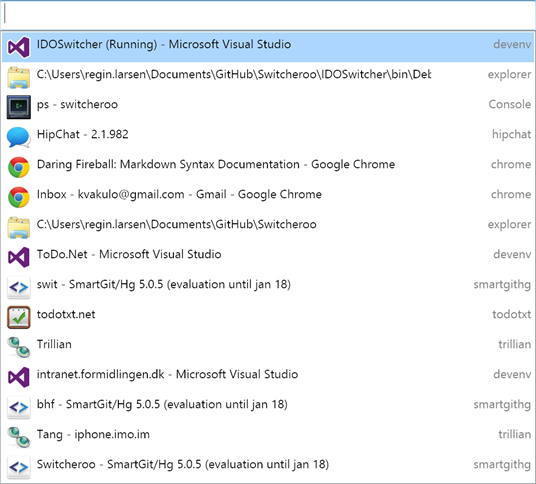 IDOSwitcher (Running) - Microsoft Visual Studio devenv
C:\Users\regin.larsen\Documents\GitHub\Switcheroo\IDOSwitcher\bin\Del explorer
ps - switcheroo Console
HipChat - 2.1.982 hipchat
Daring Fireball: Markdown Syntax Documentation - Google Chrome chrome
Inbox - kvakulo@gmail.com - Gmail - Google Chrome chrome
C:\Users\regin.larsen\Documents\GitHub\Switcheroo explorer
ToDo.Net - Microsoft Visual Studio devenv
swit - SmartGit/Hg 5.0.5 (evaluation until jan 18) smartgithg
todotxt.net todotxt
Trillian trillian
intranet.formidlingen.dk - Microsoft Visual Studio devenv
bhf - SmartGit/Hg 5.0.5 (evaluation until jan 18) smartgithg
Tang - iphone.imo.im trillian
Switcheroo - SmartGit/Hg 5.0.5 (evaluation until jan 18) smartgithg